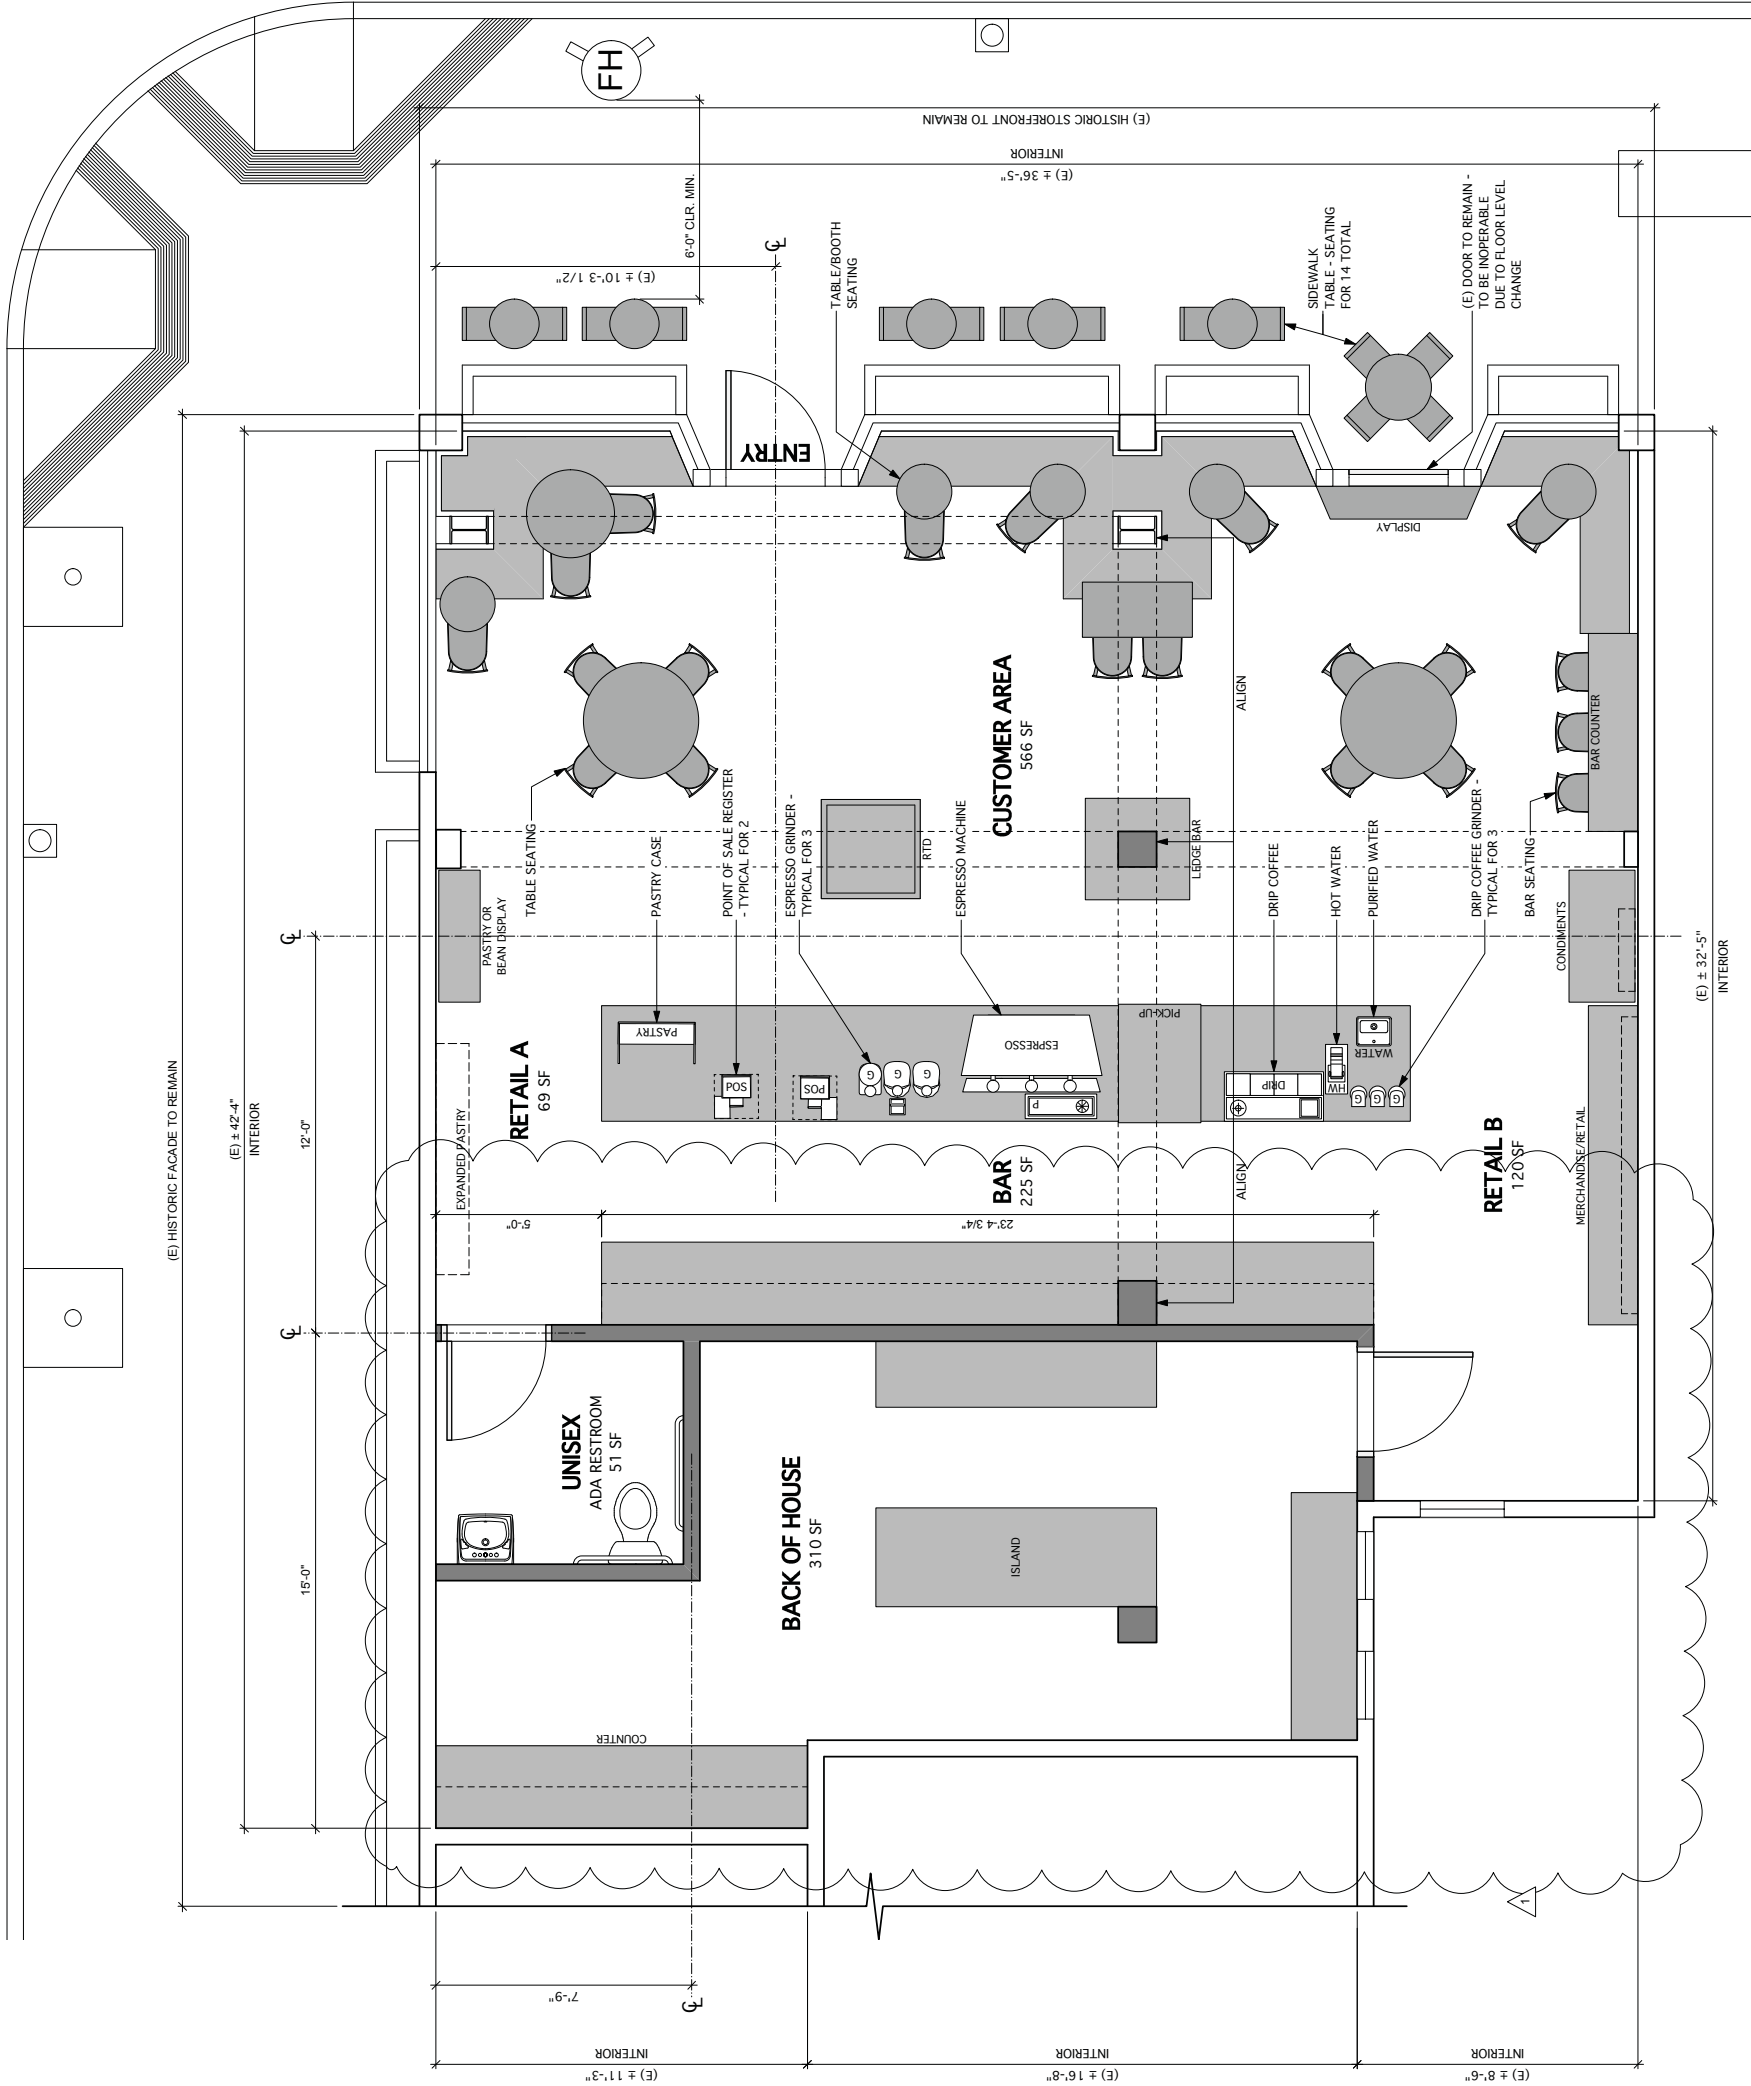 FH
(E) HISTORIC STOREFRONT TO REMAIN
INTERIOR
(E) ± 36'-5"
6'-0" CLR. MIN.
(E) ± 10'-3 1/2"
CL
TABLE/BOOTH
SEATING
SIDEWALK
TABLE - SEATING
FOR 14 TOTAL
(E) DOOR TO REMAIN -
TO BE INOPERABLE
DUE TO FLOOR LEVEL
CHANGE
ENTRY
DISPLAY
(E) HISTORIC FACADE TO REMAIN
(E) ± 42'-4"
INTERIOR
12'-0"
15'-0"
CL
CL
TABLE SEATING
PASTRY CASE
POINT OF SALE REGISTER
- TYPICAL FOR 2
ESPRESSO GRINDER -
TYPICAL FOR 3
ESPRESSO MACHINE
CUSTOMER AREA
566 SF
RTD
LEDGE BAR
ALIGN
DRIP COFFEE
HOT WATER
PURIFIED WATER
DRIP COFFEE GRINDER -
TYPICAL FOR 3
BAR SEATING
BAR COUNTER
PASTRY OR
BEAN DISPLAY
CONDIMENTS
(E) ± 32'-5"
INTERIOR
RETAIL A
69 SF
EXPANDED PASTRY
PASTRY
POS
POS
G
G
G
ESPRESSO
P
PICK-UP
DRIP
HW
WATER
G
G
G
BAR
225 SF
ALIGN
RETAIL B
120 SF
MERCHANDISE/RETAIL
5'-0"
23'-4 3/4"
UNISEX
ADA RESTROOM
51 SF
BACK OF HOUSE
310 SF
ISLAND
COUNTER
1
7'-9"
CL
INTERIOR
(E) ± 11'-3"
INTERIOR
(E) ± 16'-8"
INTERIOR
(E) ± 8'-6"